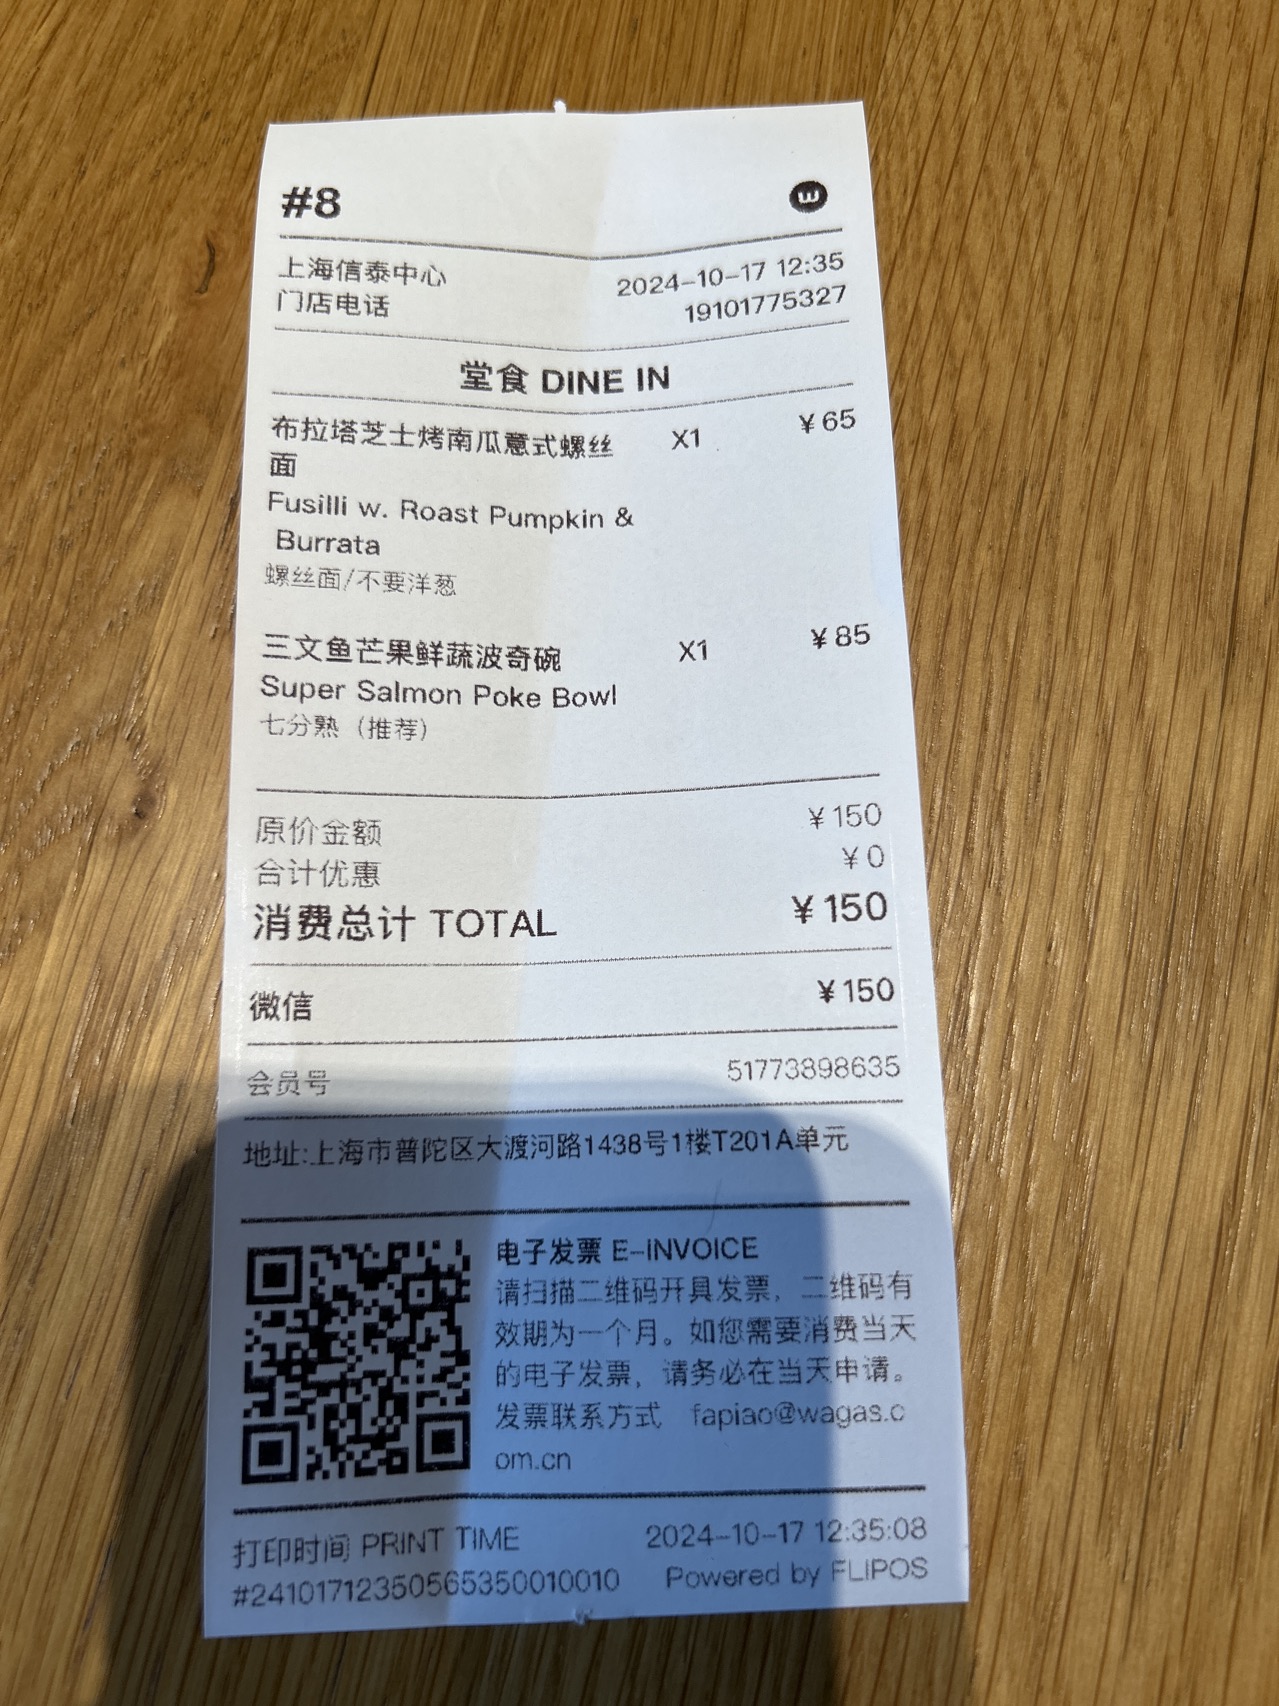 #8
w
上海信泰中心 2024-10-17 12:35
门店电话 19101775327
堂食 DINE IN
布拉塔芝士烤南瓜意式螺丝 X1 ¥65
面
Fusilli w. Roast Pumpkin &
Burrata
螺丝面/不要洋葱
三文鱼芒果鲜蔬波奇碗 X1 ¥85
Super Salmon Poke Bowl
七分熟（推荐）
原价金额 ¥150
合计优惠 ¥0
消费总计 TOTAL ¥150
微信 ¥150
会员号 51773898635
地址:上海市普陀区大渡河路1438号1楼T201A单元
电子发票 E-INVOICE
请扫描二维码开具发票，二维码有
效期为一个月。如您需要消费当天
的电子发票，请务必在当天申请。
发票联系方式 fapiao@wagas.c
om.cn
打印时间 PRINT TIME 2024-10-17 12:35:08
#241017123505653500​10010 Powered by FLIPOS